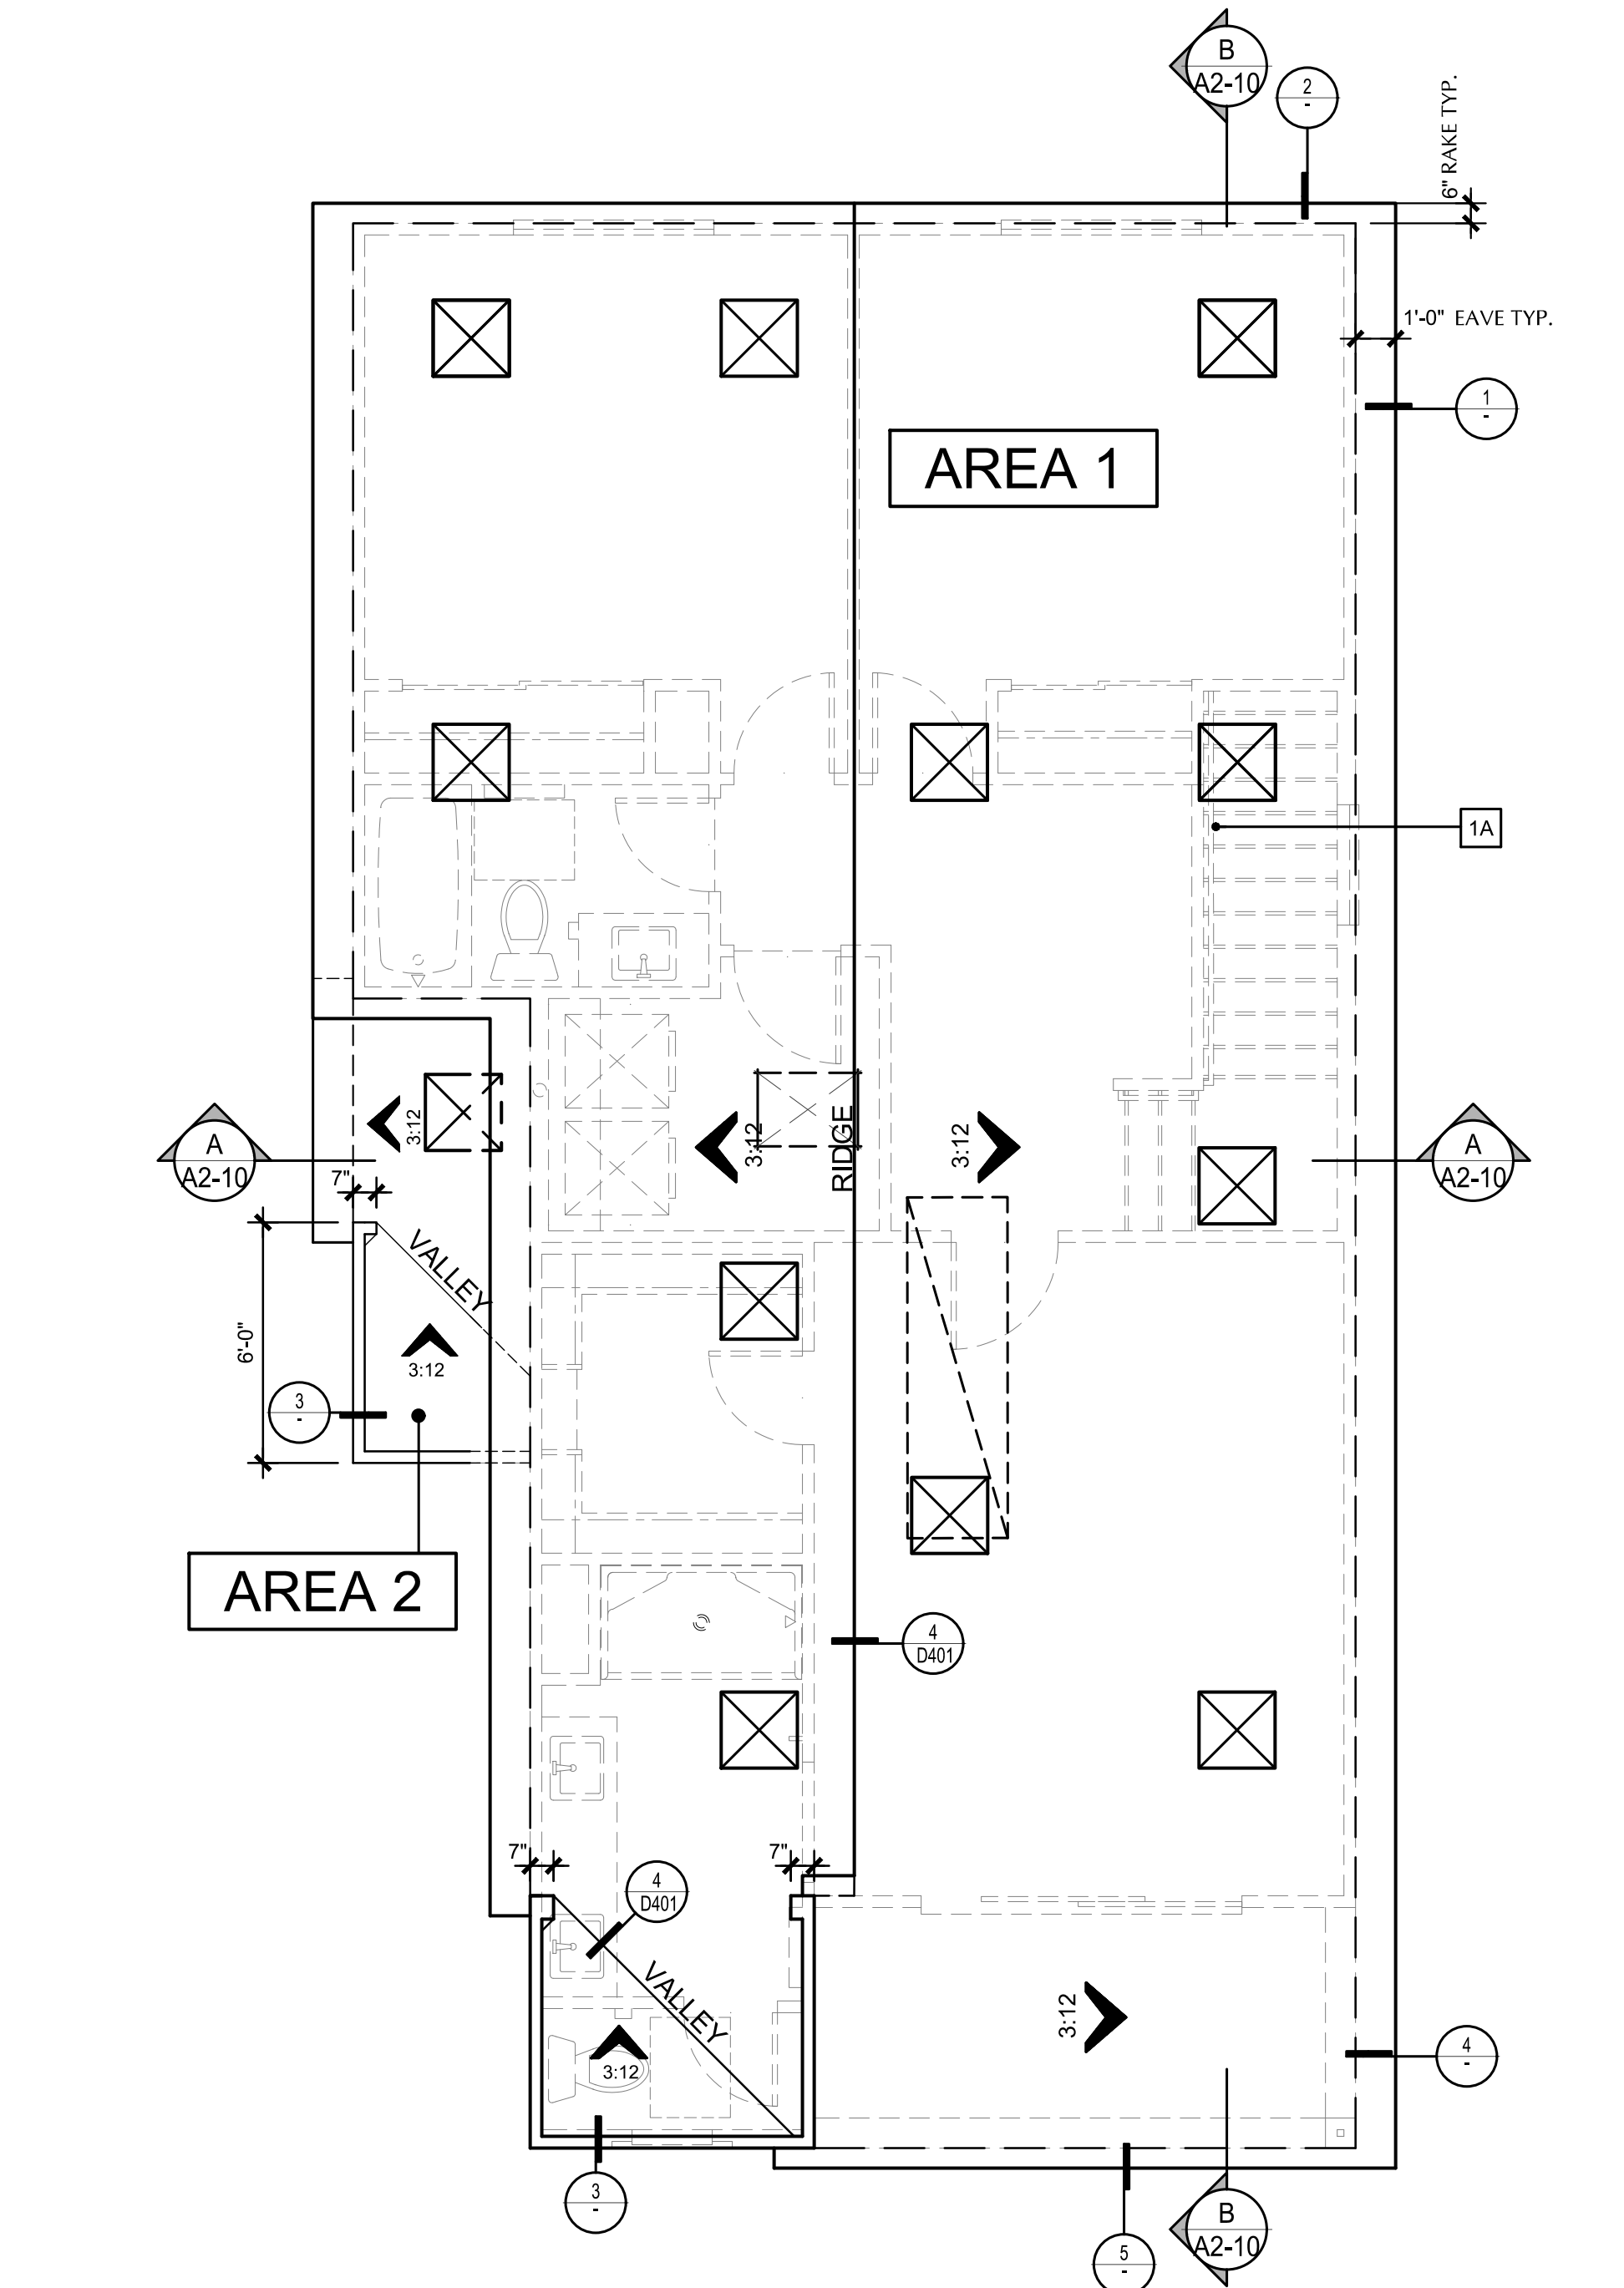 B
A2-10
2
-
6" RAKE TYP.
1'-0" EAVE TYP.
1
-
AREA 1
1A
3:12
3:12
RIDGE
3:12
A
A2-10
A
A2-10
7"
VALLEY
6'-0"
3:12
3
-
AREA 2
4
D401
7"
7"
4
D401
VALLEY
3:12
3:12
4
-
3
-
5
-
B
A2-10